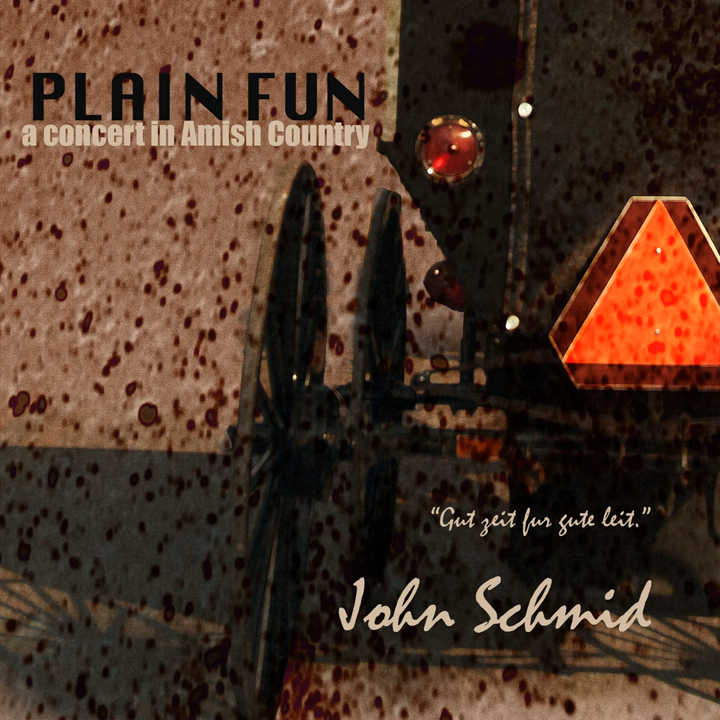 PLAIN FUN
a concert in Amish Country
“Gut zeit fur gute leit.”
John Schmid